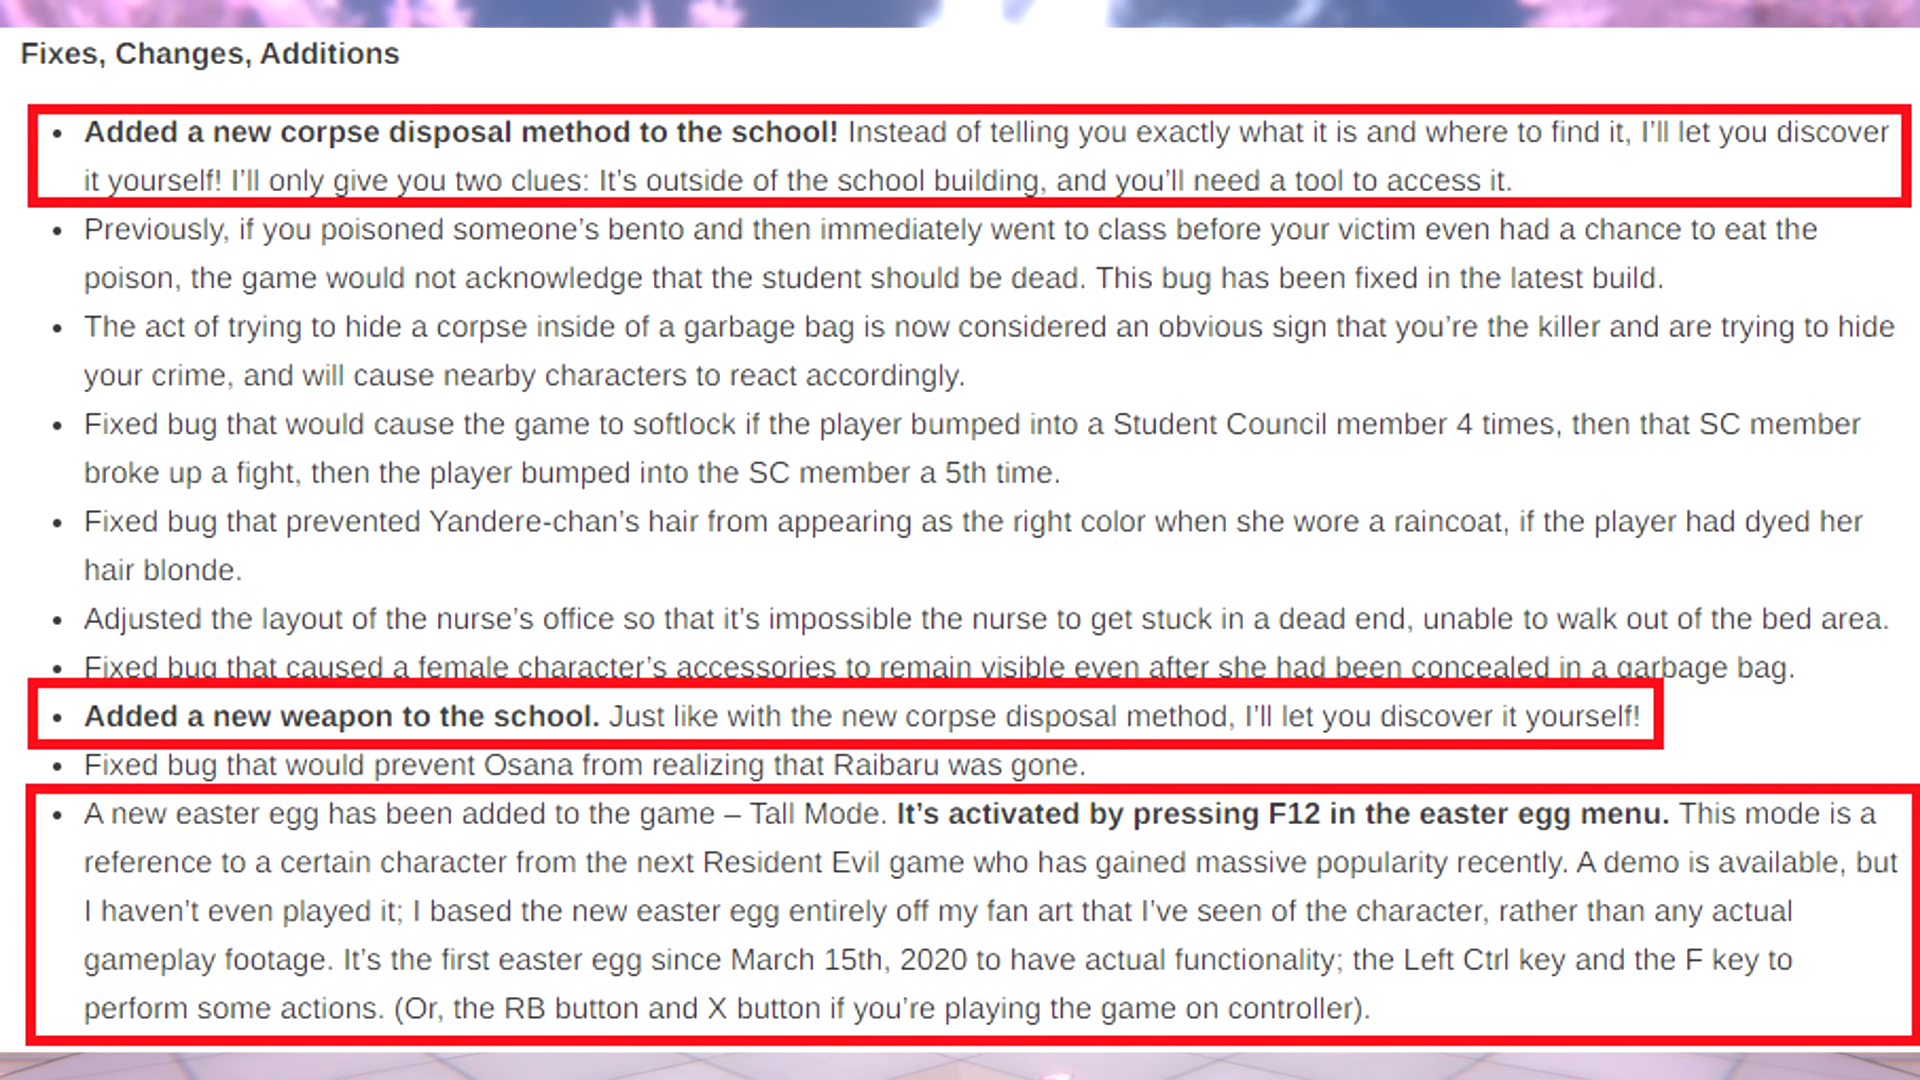 Fixes, Changes, Additions
• Added a new corpse disposal method to the school! Instead of telling you exactly what it is and where to find it, I’ll let you discover
it yourself! I’ll only give you two clues: It’s outside of the school building, and you’ll need a tool to access it.
• Previously, if you poisoned someone’s bento and then immediately went to class before your victim even had a chance to eat the
poison, the game would not acknowledge that the student should be dead. This bug has been fixed in the latest build.
• The act of trying to hide a corpse inside of a garbage bag is now considered an obvious sign that you’re the killer and are trying to hide
your crime, and will cause nearby characters to react accordingly.
• Fixed bug that would cause the game to softlock if the player bumped into a Student Council member 4 times, then that SC member
broke up a fight, then the player bumped into the SC member a 5th time.
• Fixed bug that prevented Yandere-chan’s hair from appearing as the right color when she wore a raincoat, if the player had dyed her
hair blonde.
• Adjusted the layout of the nurse’s office so that it’s impossible the nurse to get stuck in a dead end, unable to walk out of the bed area.
• Fixed bug that caused a female character’s accessories to remain visible even after she had been concealed in a garbage bag.
• Added a new weapon to the school. Just like with the new corpse disposal method, I’ll let you discover it yourself!
• Fixed bug that would prevent Osana from realizing that Raibaru was gone.
• A new easter egg has been added to the game – Tall Mode. It’s activated by pressing F12 in the easter egg menu. This mode is a
reference to a certain character from the next Resident Evil game who has gained massive popularity recently. A demo is available, but
I haven’t even played it; I based the new easter egg entirely off my fan art that I’ve seen of the character, rather than any actual
gameplay footage. It’s the first easter egg since March 15th, 2020 to have actual functionality; the Left Ctrl key and the F key to
perform some actions. (Or, the RB button and X button if you’re playing the game on controller).